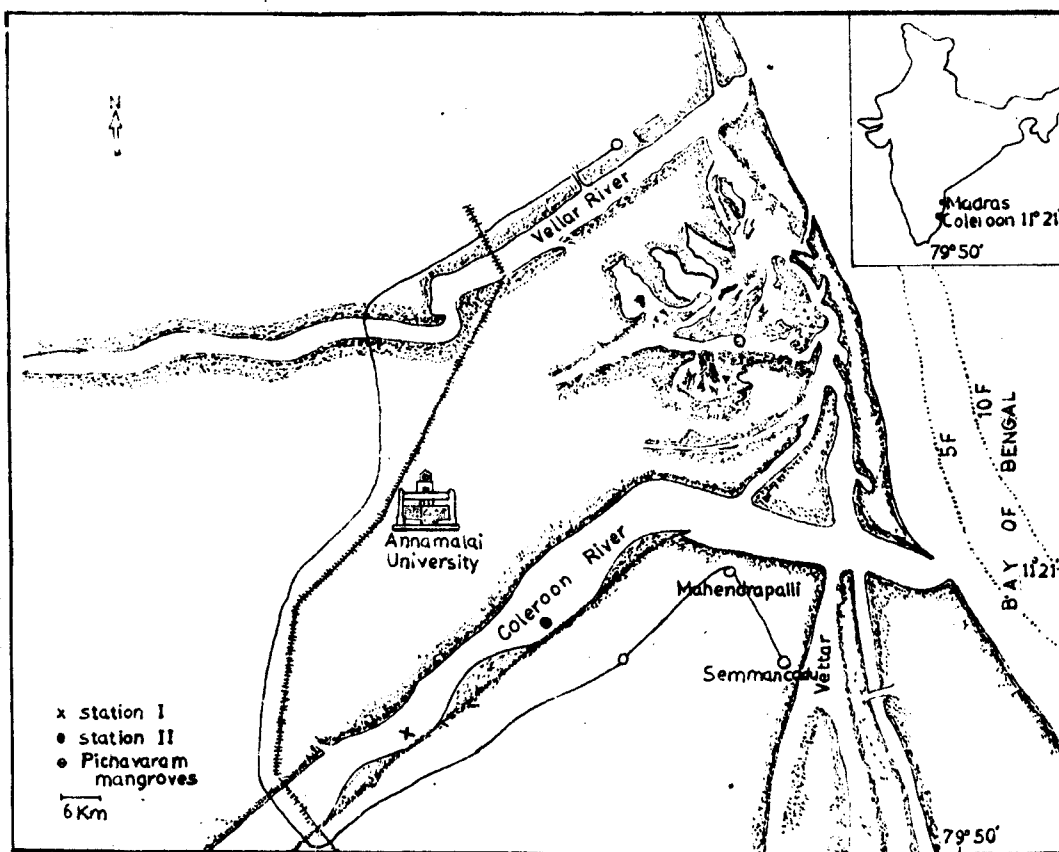 N
Vellar River
Madras
Coleroon 11°21'
79°50'
5F
10F
BAY OF BENGAL
11°21'
Annamalai
University
Coleroon River
Mahendrapalli
Vettar
x station I
● station II
Pichavaram
mangroves
6 Km
79°50'